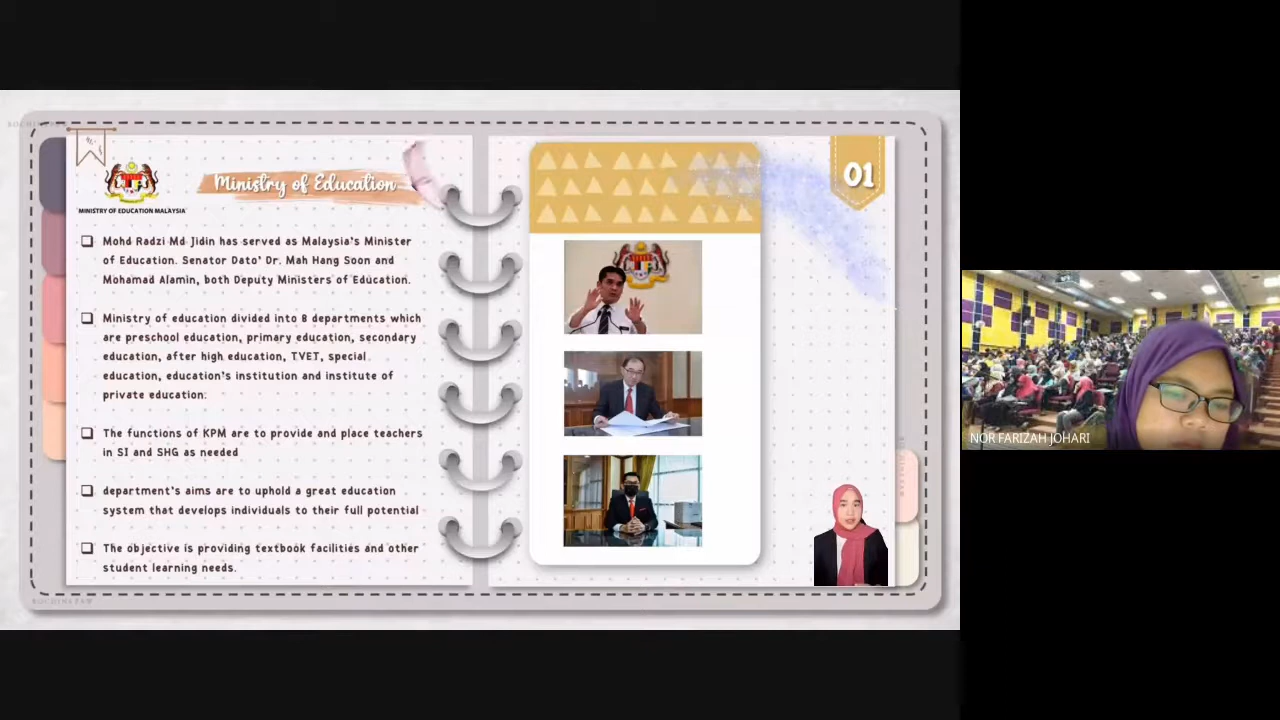 Ministry of Education
01
MINISTRY OF EDUCATION MALAYSIA
Mohd Radzi Md Jidin has served as Malaysia's Minister
of Education. Senator Dato' Dr. Mah Hang Soon and
Mohamad Alamin, both Deputy Ministers of Education.
Ministry of education divided into 8 departments which
are preschool education, primary education, secondary
education, after high education, TVET, special
education, education's institution and institute of
private education.
The functions of KPM are to provide and place teachers
in SI and SHG as needed
department's aims are to uphold a great education
system that develops individuals to their full potential
The objective is providing textbook facilities and other
student learning needs.
NOR FARIZAH JOHARI